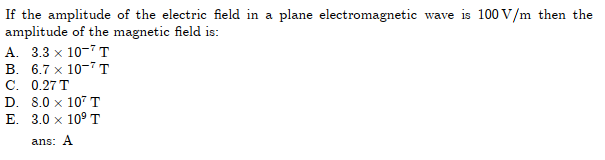 If the amplitude of the electric field in a plane electromagnetic wave is 100 V/m then the
amplitude of the magnetic field is:
A. 3.3 × 10⁻⁷ T
B. 6.7 × 10⁻⁷ T
C. 0.27 T
D. 8.0 × 10⁷ T
E. 3.0 × 10⁹ T
ans: A